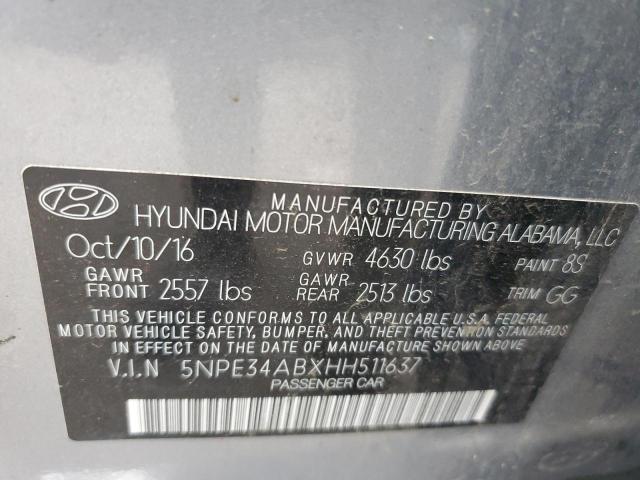 MANUFACTURED BY
HYUNDAI MOTOR MANUFACTURING ALABAMA, LLC
Oct/10/16 GVWR 4630 lbs PAINT 8S
GAWR FRONT 2557 lbs GAWR REAR 2513 lbs TRIM GG
THIS VEHICLE CONFORMS TO ALL APPLICABLE U.S.A. FEDERAL
MOTOR VEHICLE SAFETY, BUMPER, AND THEFT PREVENTION STANDARDS
IN EFFECT ON THE DATE OF MANUFACTURE SHOWN ABOVE.
V.I.N 5NPE34ABXHH511637
PASSENGER CAR